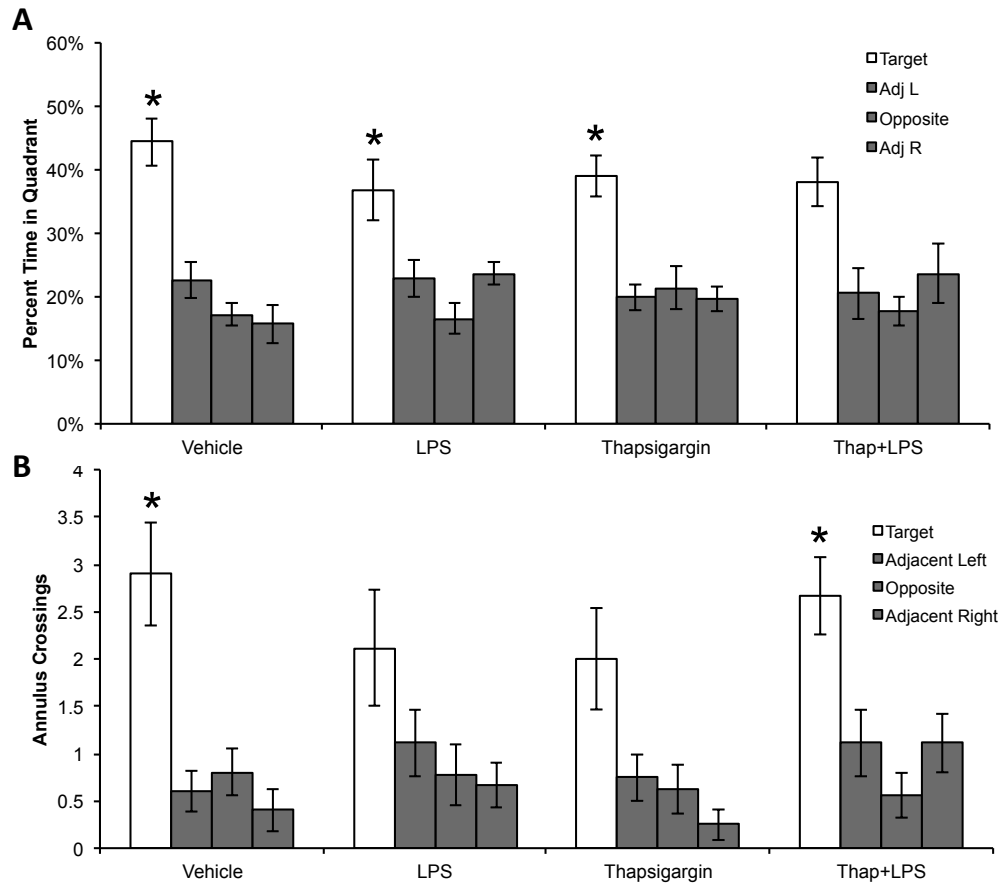 A
60%
50%
40%
30%
20%
10%
0%
Percent Time in Quadrant
*
*
*
Target
Adj L
Opposite
Adj R
Vehicle LPS Thapsigargin Thap+LPS
B
4
3.5
3
2.5
2
1.5
1
0.5
0
Annulus Crossings
*
*
Target
Adjacent Left
Opposite
Adjacent Right
Vehicle LPS Thapsigargin Thap+LPS